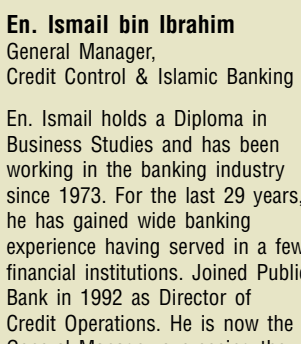 En. Ismail bin Ibrahim
General Manager,
Credit Control & Islamic Banking
En. Ismail holds a Diploma in
Business Studies and has been
working in the banking industry
since 1973. For the last 29 years,
he has gained wide banking
experience having served in a few
financial institutions. Joined Public
Bank in 1992 as Director of
Credit Operations. He is now the